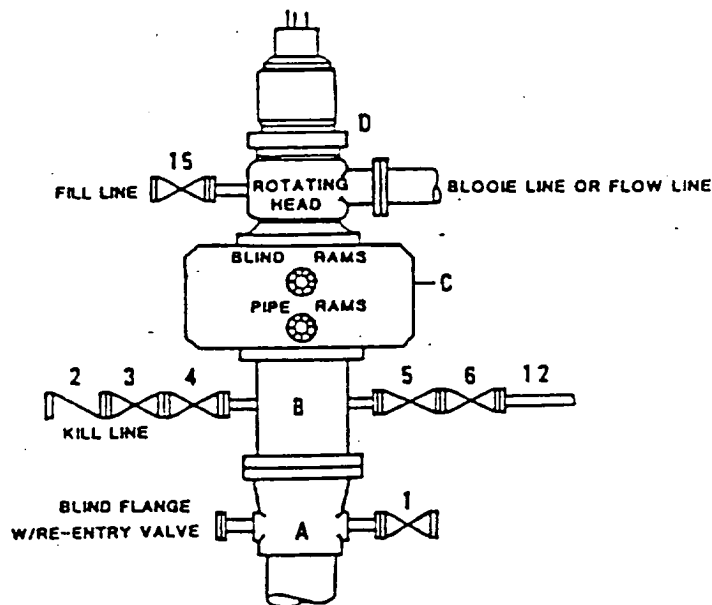 D
15
FILL LINE
ROTATING
HEAD
BLOOIE LINE OR FLOW LINE
BLIND RAMS
C
PIPE RAMS
2 3 4 5 6 12
B
KILL LINE
BLIND FLANGE
W/RE-ENTRY VALVE
1
A